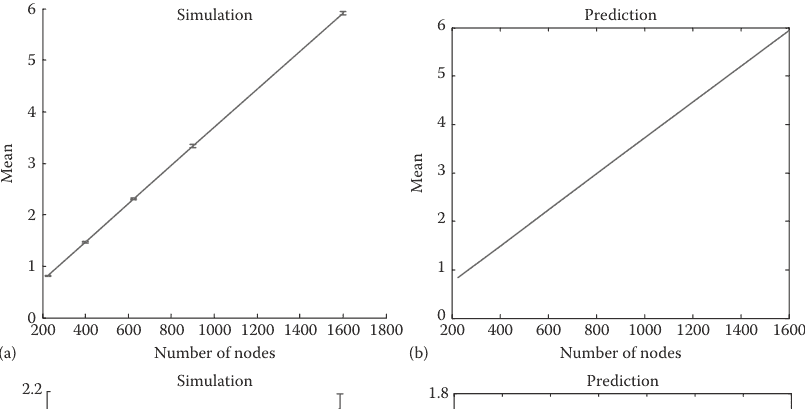 Simulation
6
5
4
3
2
1
0
Mean
200 400 600 800 1000 1200 1400 1600 1800
(a) Number of nodes
Prediction
6
5
4
3
2
1
0
Mean
200 400 600 800 1000 1200 1400 1600
(b) Number of nodes
Simulation
2.2
Prediction
1.8